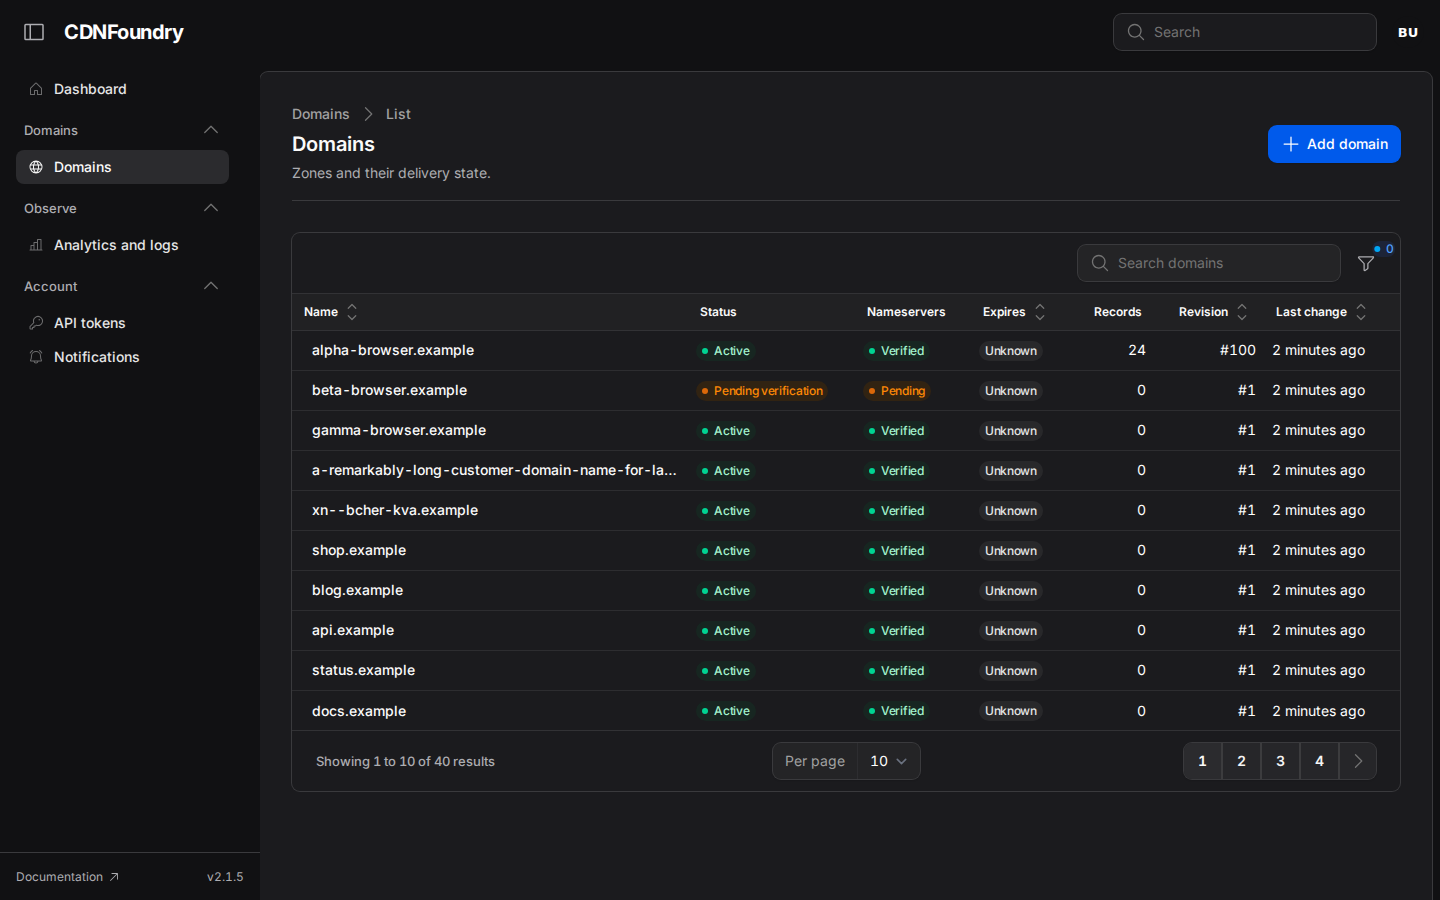 CDNFoundry
Search
BU
Dashboard
Domains
Domains
Observe
Analytics and logs
Account
API tokens
Notifications
Documentation
v2.1.5
Domains > List
Domains
Zones and their delivery state.
Add domain
Search domains
0
Name Status Nameservers Expires Records Revision Last change
alpha-browser.example Active Verified Unknown 24 #100 2 minutes ago
beta-browser.example Pending verification Pending Unknown 0 #1 2 minutes ago
gamma-browser.example Active Verified Unknown 0 #1 2 minutes ago
a-remarkably-long-customer-domain-name-for-la... Active Verified Unknown 0 #1 2 minutes ago
xn--bcher-kva.example Active Verified Unknown 0 #1 2 minutes ago
shop.example Active Verified Unknown 0 #1 2 minutes ago
blog.example Active Verified Unknown 0 #1 2 minutes ago
api.example Active Verified Unknown 0 #1 2 minutes ago
status.example Active Verified Unknown 0 #1 2 minutes ago
docs.example Active Verified Unknown 0 #1 2 minutes ago
Showing 1 to 10 of 40 results
Per page 10
1 2 3 4